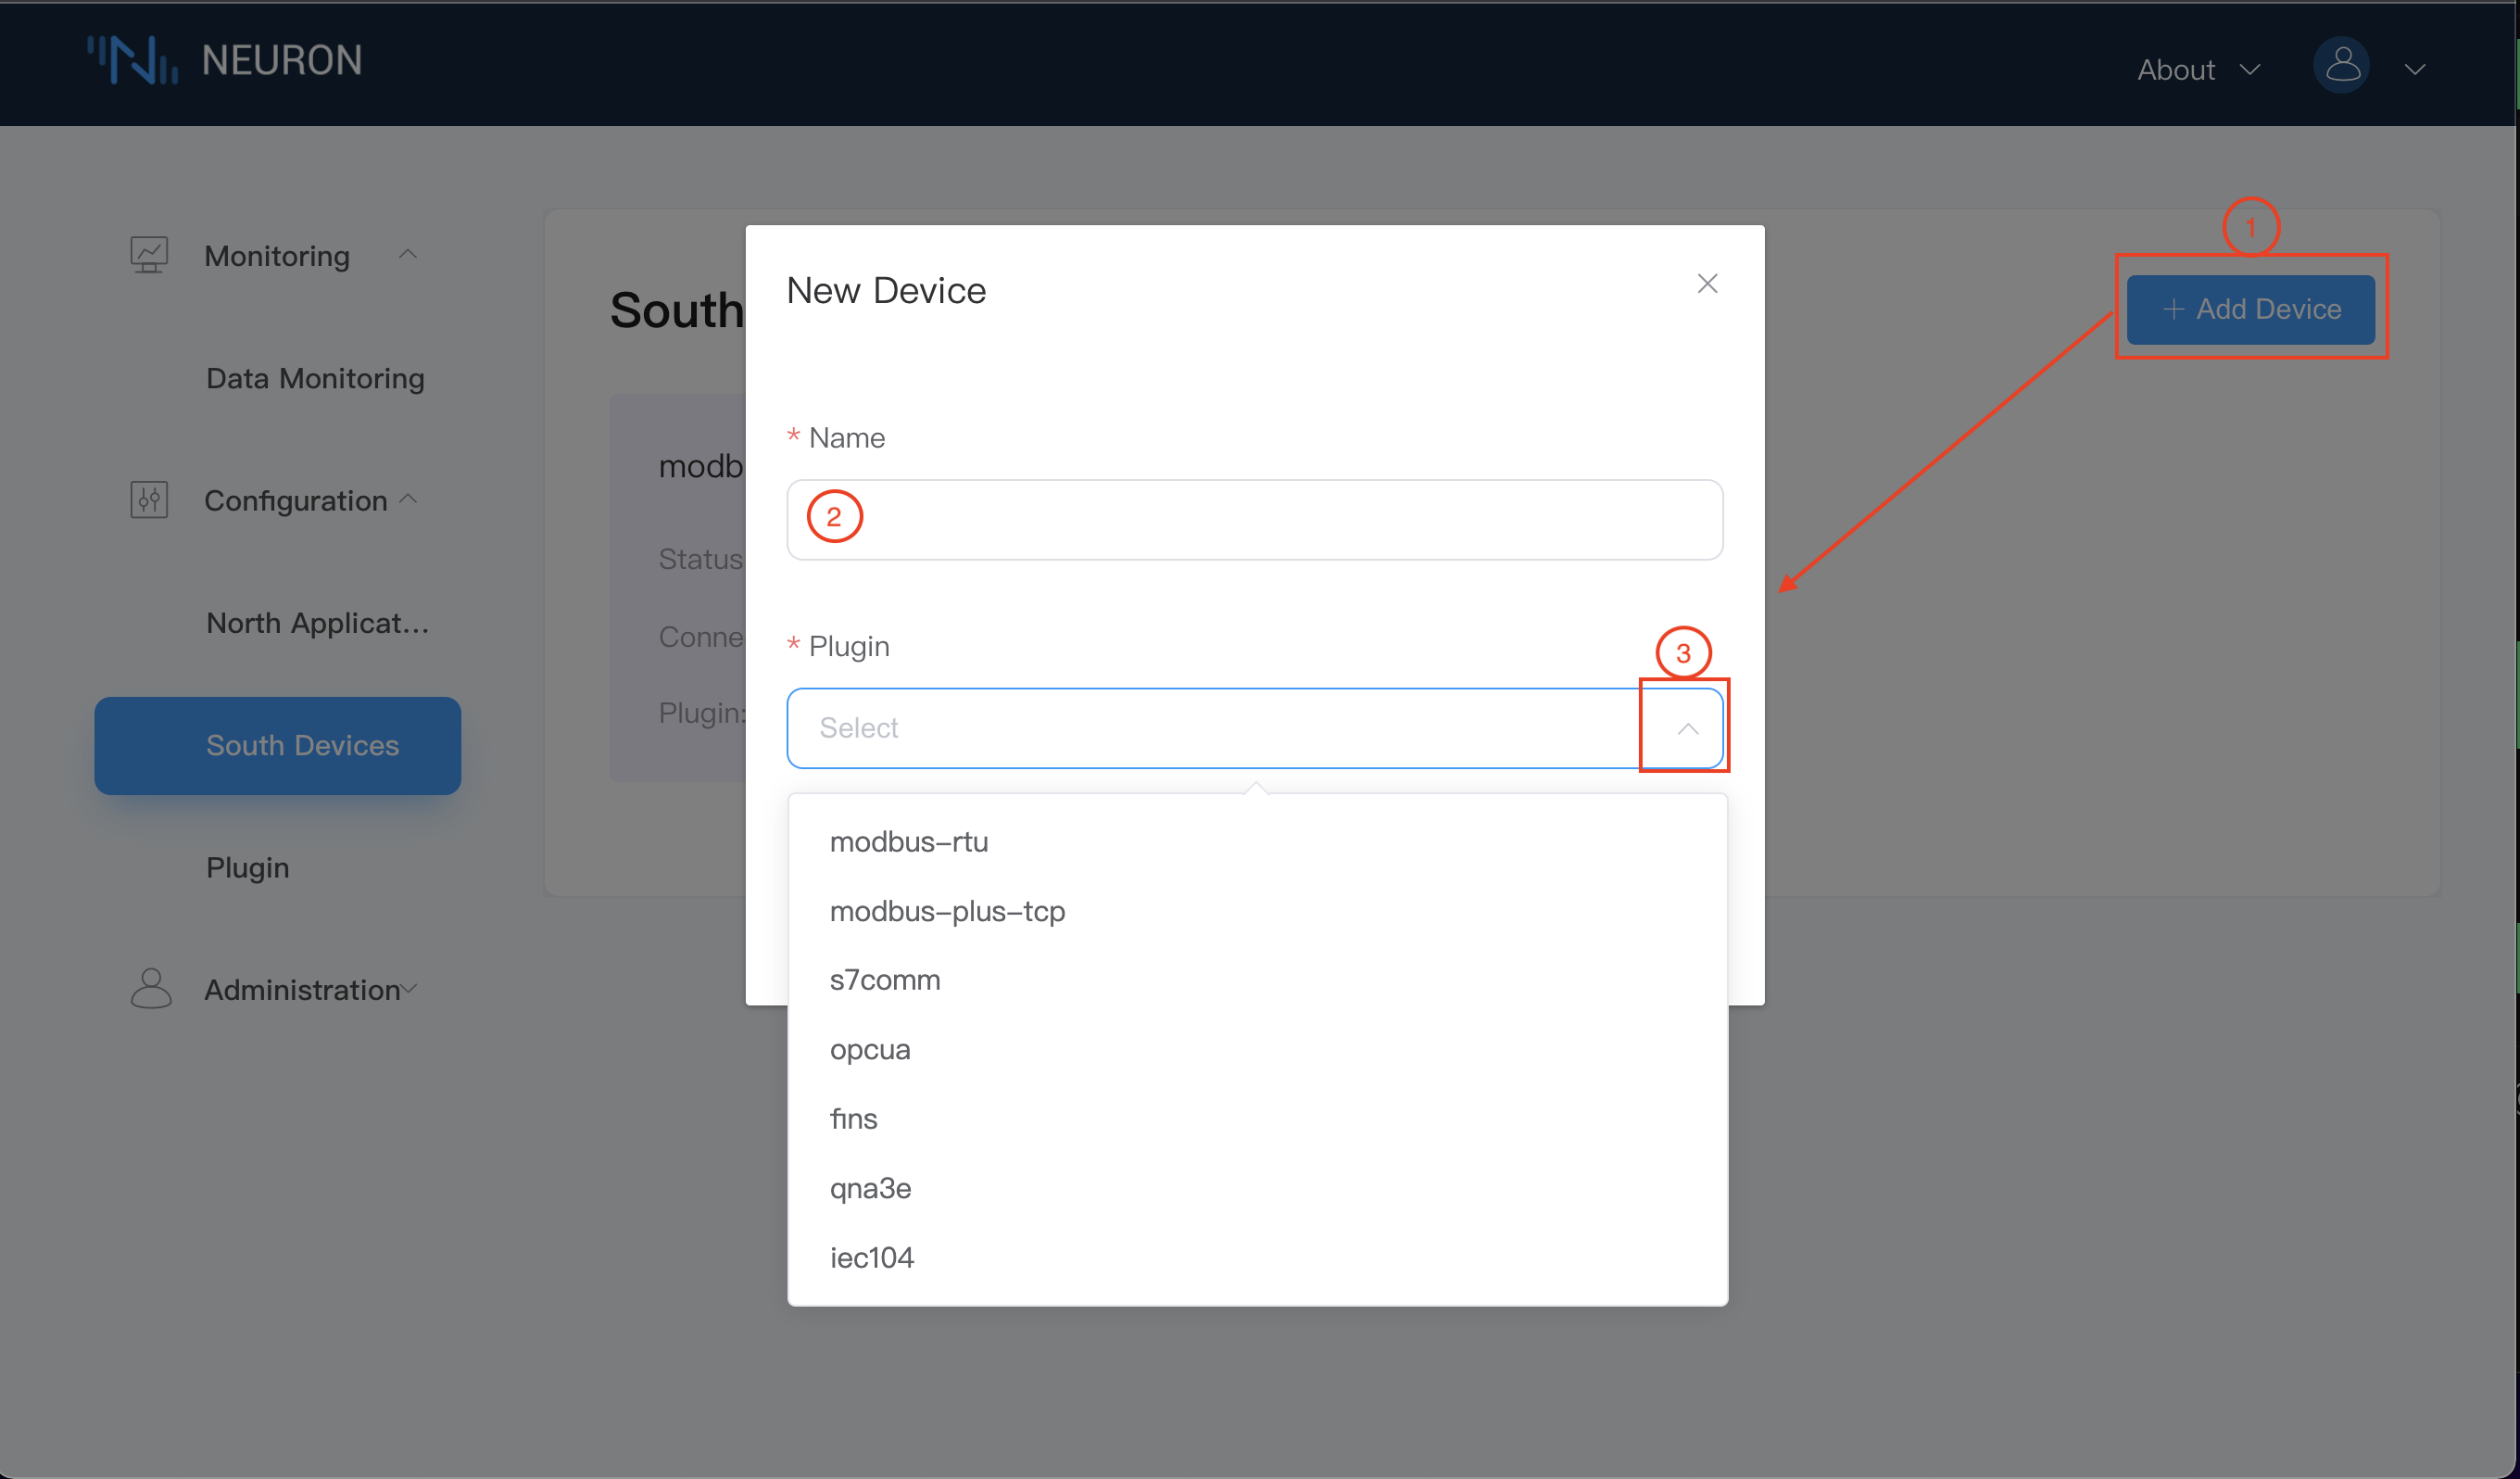 NEURON
About
Monitoring
Data Monitoring
Configuration
North Applicat...
South Devices
Plugin
Administration
South
1
+ Add Device
modb
Status
Conne
Plugin:
New Device
* Name
2
* Plugin
3
Select
modbus-rtu
modbus-plus-tcp
s7comm
opcua
fins
qna3e
iec104